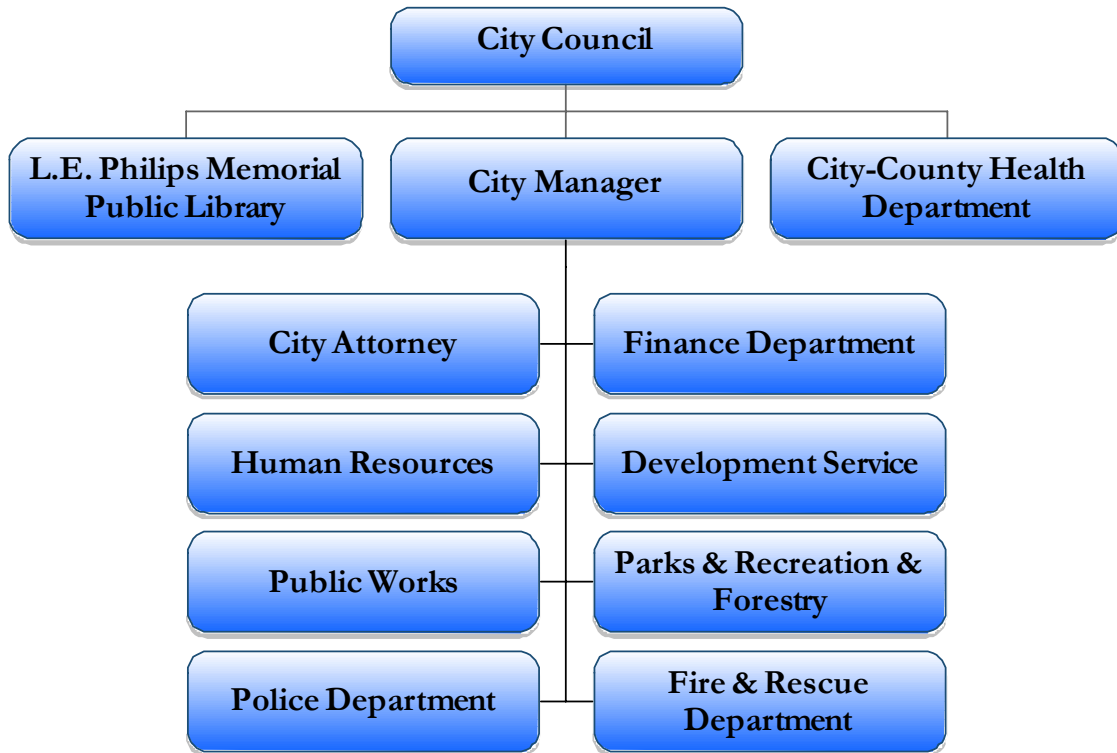 City Council
L.E. Philips Memorial
Public Library
City Manager
City-County Health
Department
City Attorney
Finance Department
Human Resources
Development Service
Public Works
Parks & Recreation &
Forestry
Police Department
Fire & Rescue
Department